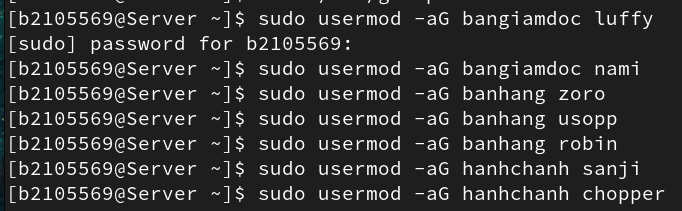 [b2105569@Server ~]$ sudo usermod -aG bangiamdoc luffy
[sudo] password for b2105569:
[b2105569@Server ~]$ sudo usermod -aG bangiamdoc nami
[b2105569@Server ~]$ sudo usermod -aG banhang zoro
[b2105569@Server ~]$ sudo usermod -aG banhang usopp
[b2105569@Server ~]$ sudo usermod -aG banhang robin
[b2105569@Server ~]$ sudo usermod -aG hanhchanh sanji
[b2105569@Server ~]$ sudo usermod -aG hanhchanh chopper